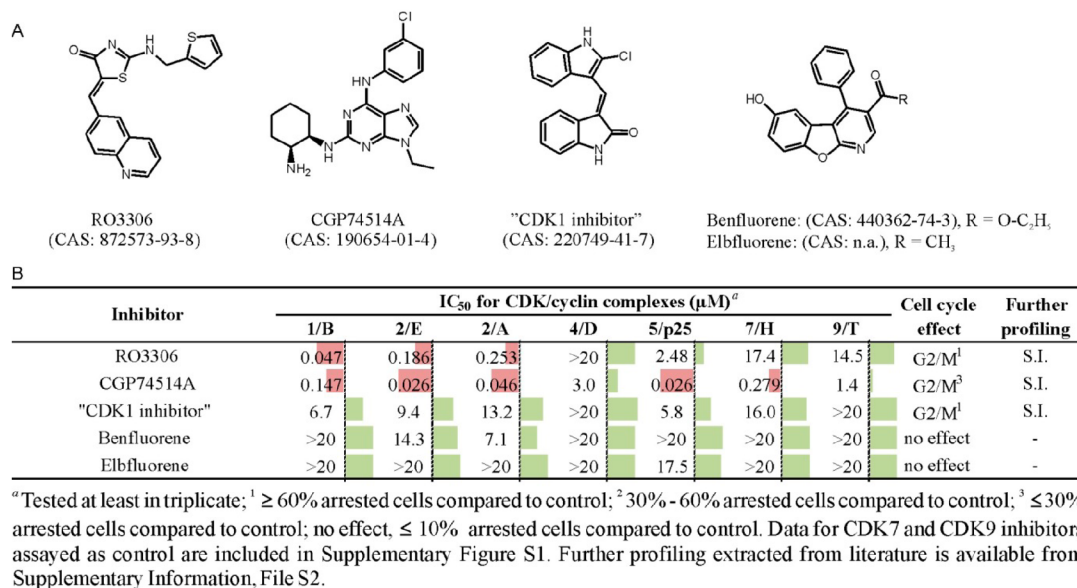 A
Cl
O N H N S
S
N
Cl
HN
N N
N N
NH
NH2
H N Cl
O
N H
HO O R
O N
RO3306
(CAS: 872573-93-8)
CGP74514A
(CAS: 190654-01-4)
"CDK1 inhibitor"
(CAS: 220749-41-7)
Benfluorene: (CAS: 440362-74-3), R = O-C2H5
Elbfluorene: (CAS: n.a.), R = CH3
B
Inhibitor IC50 for CDK/cyclin complexes (µM)a Cell cycle effect Further profiling
1/B 2/E 2/A 4/D 5/p25 7/H 9/T
RO3306 0.047 0.186 0.253 >20 2.48 17.4 14.5 G2/M1 S.I.
CGP74514A 0.147 0.026 0.046 3.0 0.026 0.279 1.4 G2/M3 S.I.
"CDK1 inhibitor" 6.7 9.4 13.2 >20 5.8 16.0 >20 G2/M1 S.I.
Benfluorene >20 14.3 7.1 >20 >20 >20 >20 no effect -
Elbfluorene >20 >20 >20 >20 17.5 >20 >20 no effect -
a Tested at least in triplicate; 1 ≥ 60% arrested cells compared to control; 2 30% - 60% arrested cells compared to control; 3 ≤ 30%
arrested cells compared to control; no effect, ≤ 10% arrested cells compared to control. Data for CDK7 and CDK9 inhibitors
assayed as control are included in Supplementary Figure S1. Further profiling extracted from literature is available from
Supplementary Information, File S2.